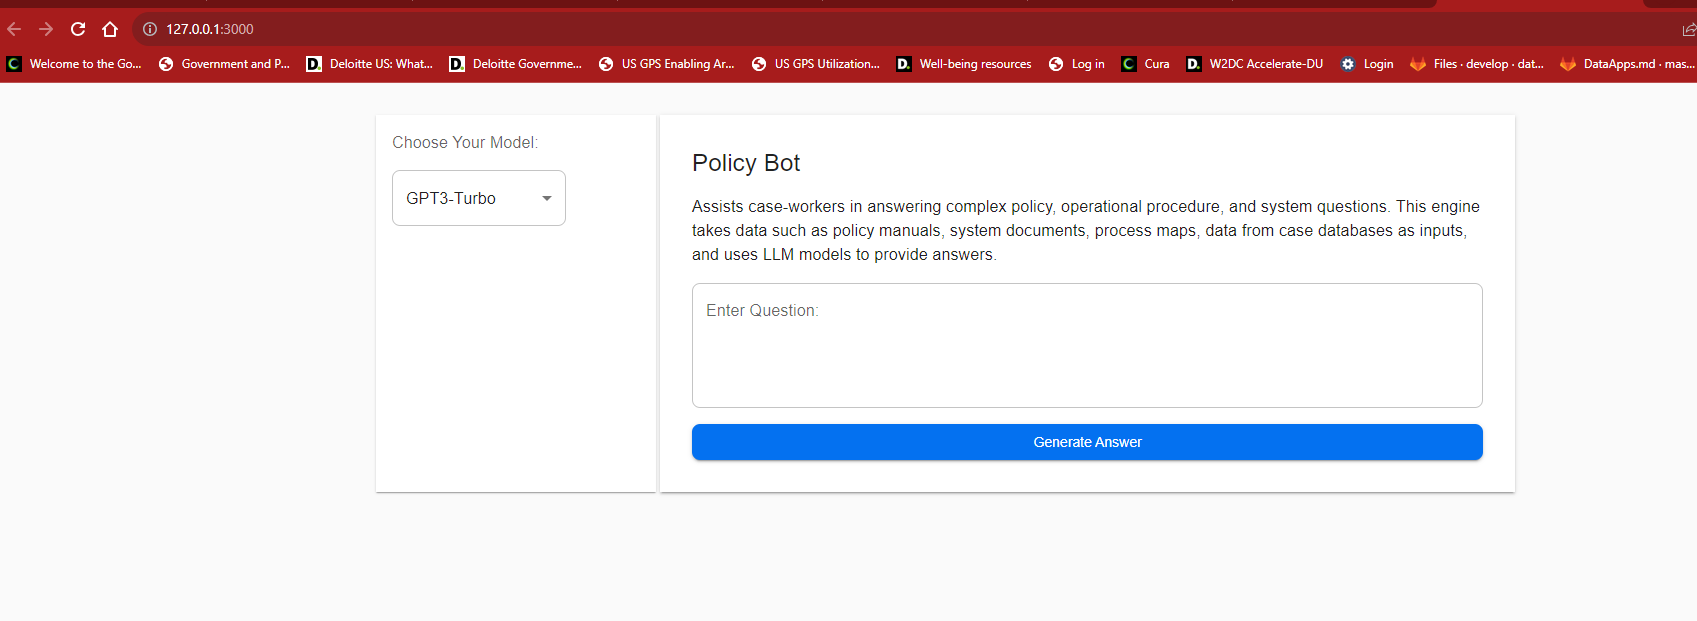 127.0.0.1:3000
Welcome to the Go... Government and P... Deloitte US: What... Deloitte Governme... US GPS Enabling Ar... US GPS Utilization... Well-being resources Log in Cura W2DC Accelerate-DU Login Files · develop · dat... DataApps.md · mas...
Choose Your Model:
GPT3-Turbo
Policy Bot
Assists case-workers in answering complex policy, operational procedure, and system questions. This engine
takes data such as policy manuals, system documents, process maps, data from case databases as inputs,
and uses LLM models to provide answers.
Enter Question:
Generate Answer